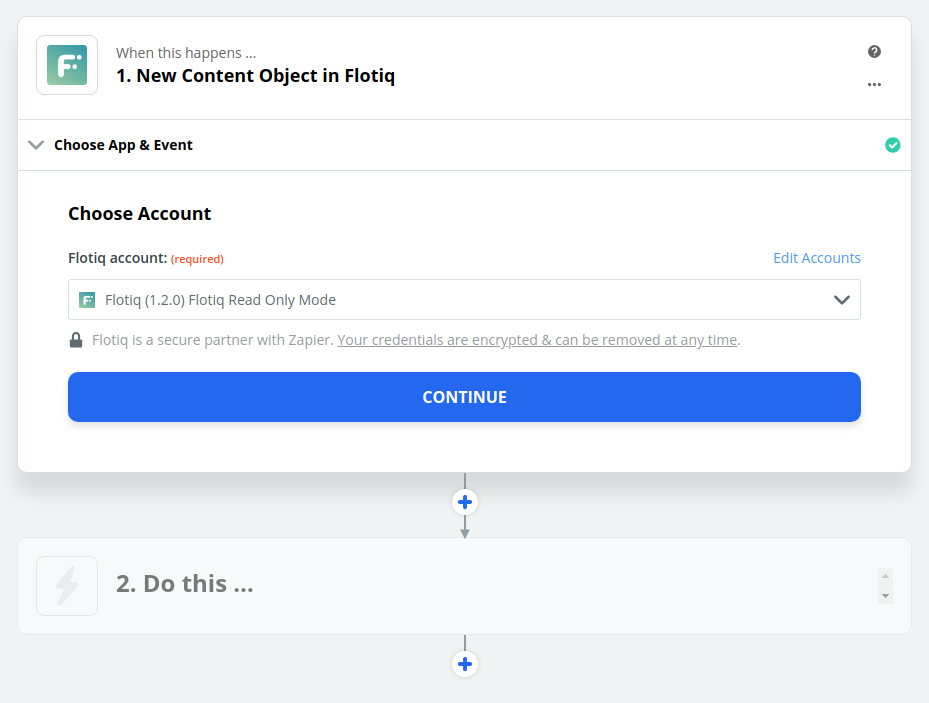 When this happens ...
1. New Content Object in Flotiq
Choose App & Event
Choose Account
Flotiq account: (required)
Edit Accounts
Flotiq (1.2.0) Flotiq Read Only Mode
Flotiq is a secure partner with Zapier. Your credentials are encrypted & can be removed at any time.
CONTINUE
2. Do this ...